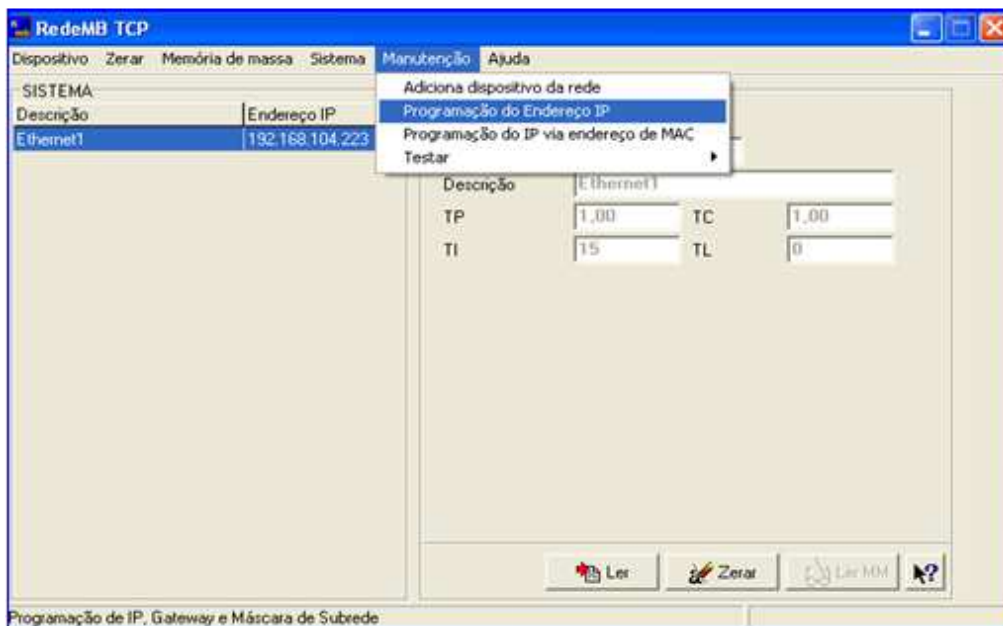 RedeMB TCP
Dispositivo Zerar Memória de massa Sistema Manutenção Ajuda
SISTEMA
Descrição Endereço IP
Ethernet1 192.168.104.223
Adiciona dispositivo da rede
Programação do Endereço IP
Programação do IP via endereço de MAC
Testar
Descrição Ethernet1
TP 1,00 TC 1,00
TI 15 TL 0
Ler Zerar Ler MM
Programação de IP, Gateway e Máscara de Subrede